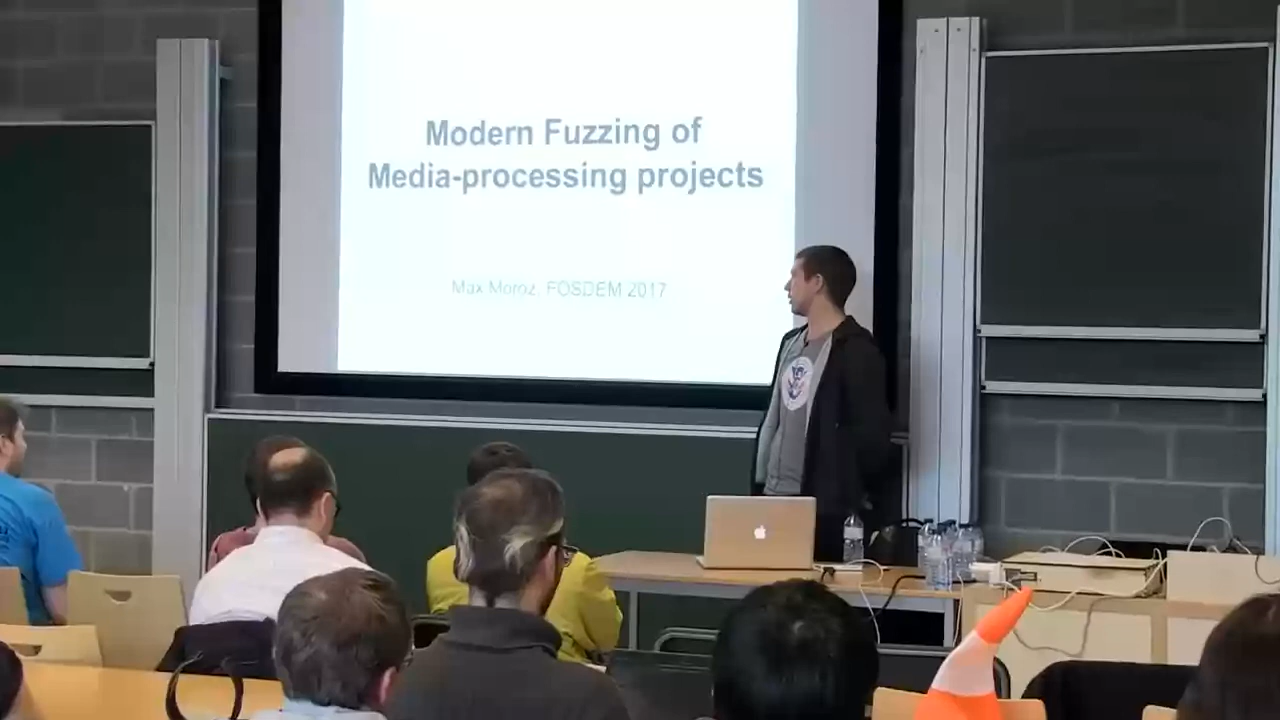 Modern Fuzzing of
Media-processing projects
Max Moroz, FOSDEM 2017